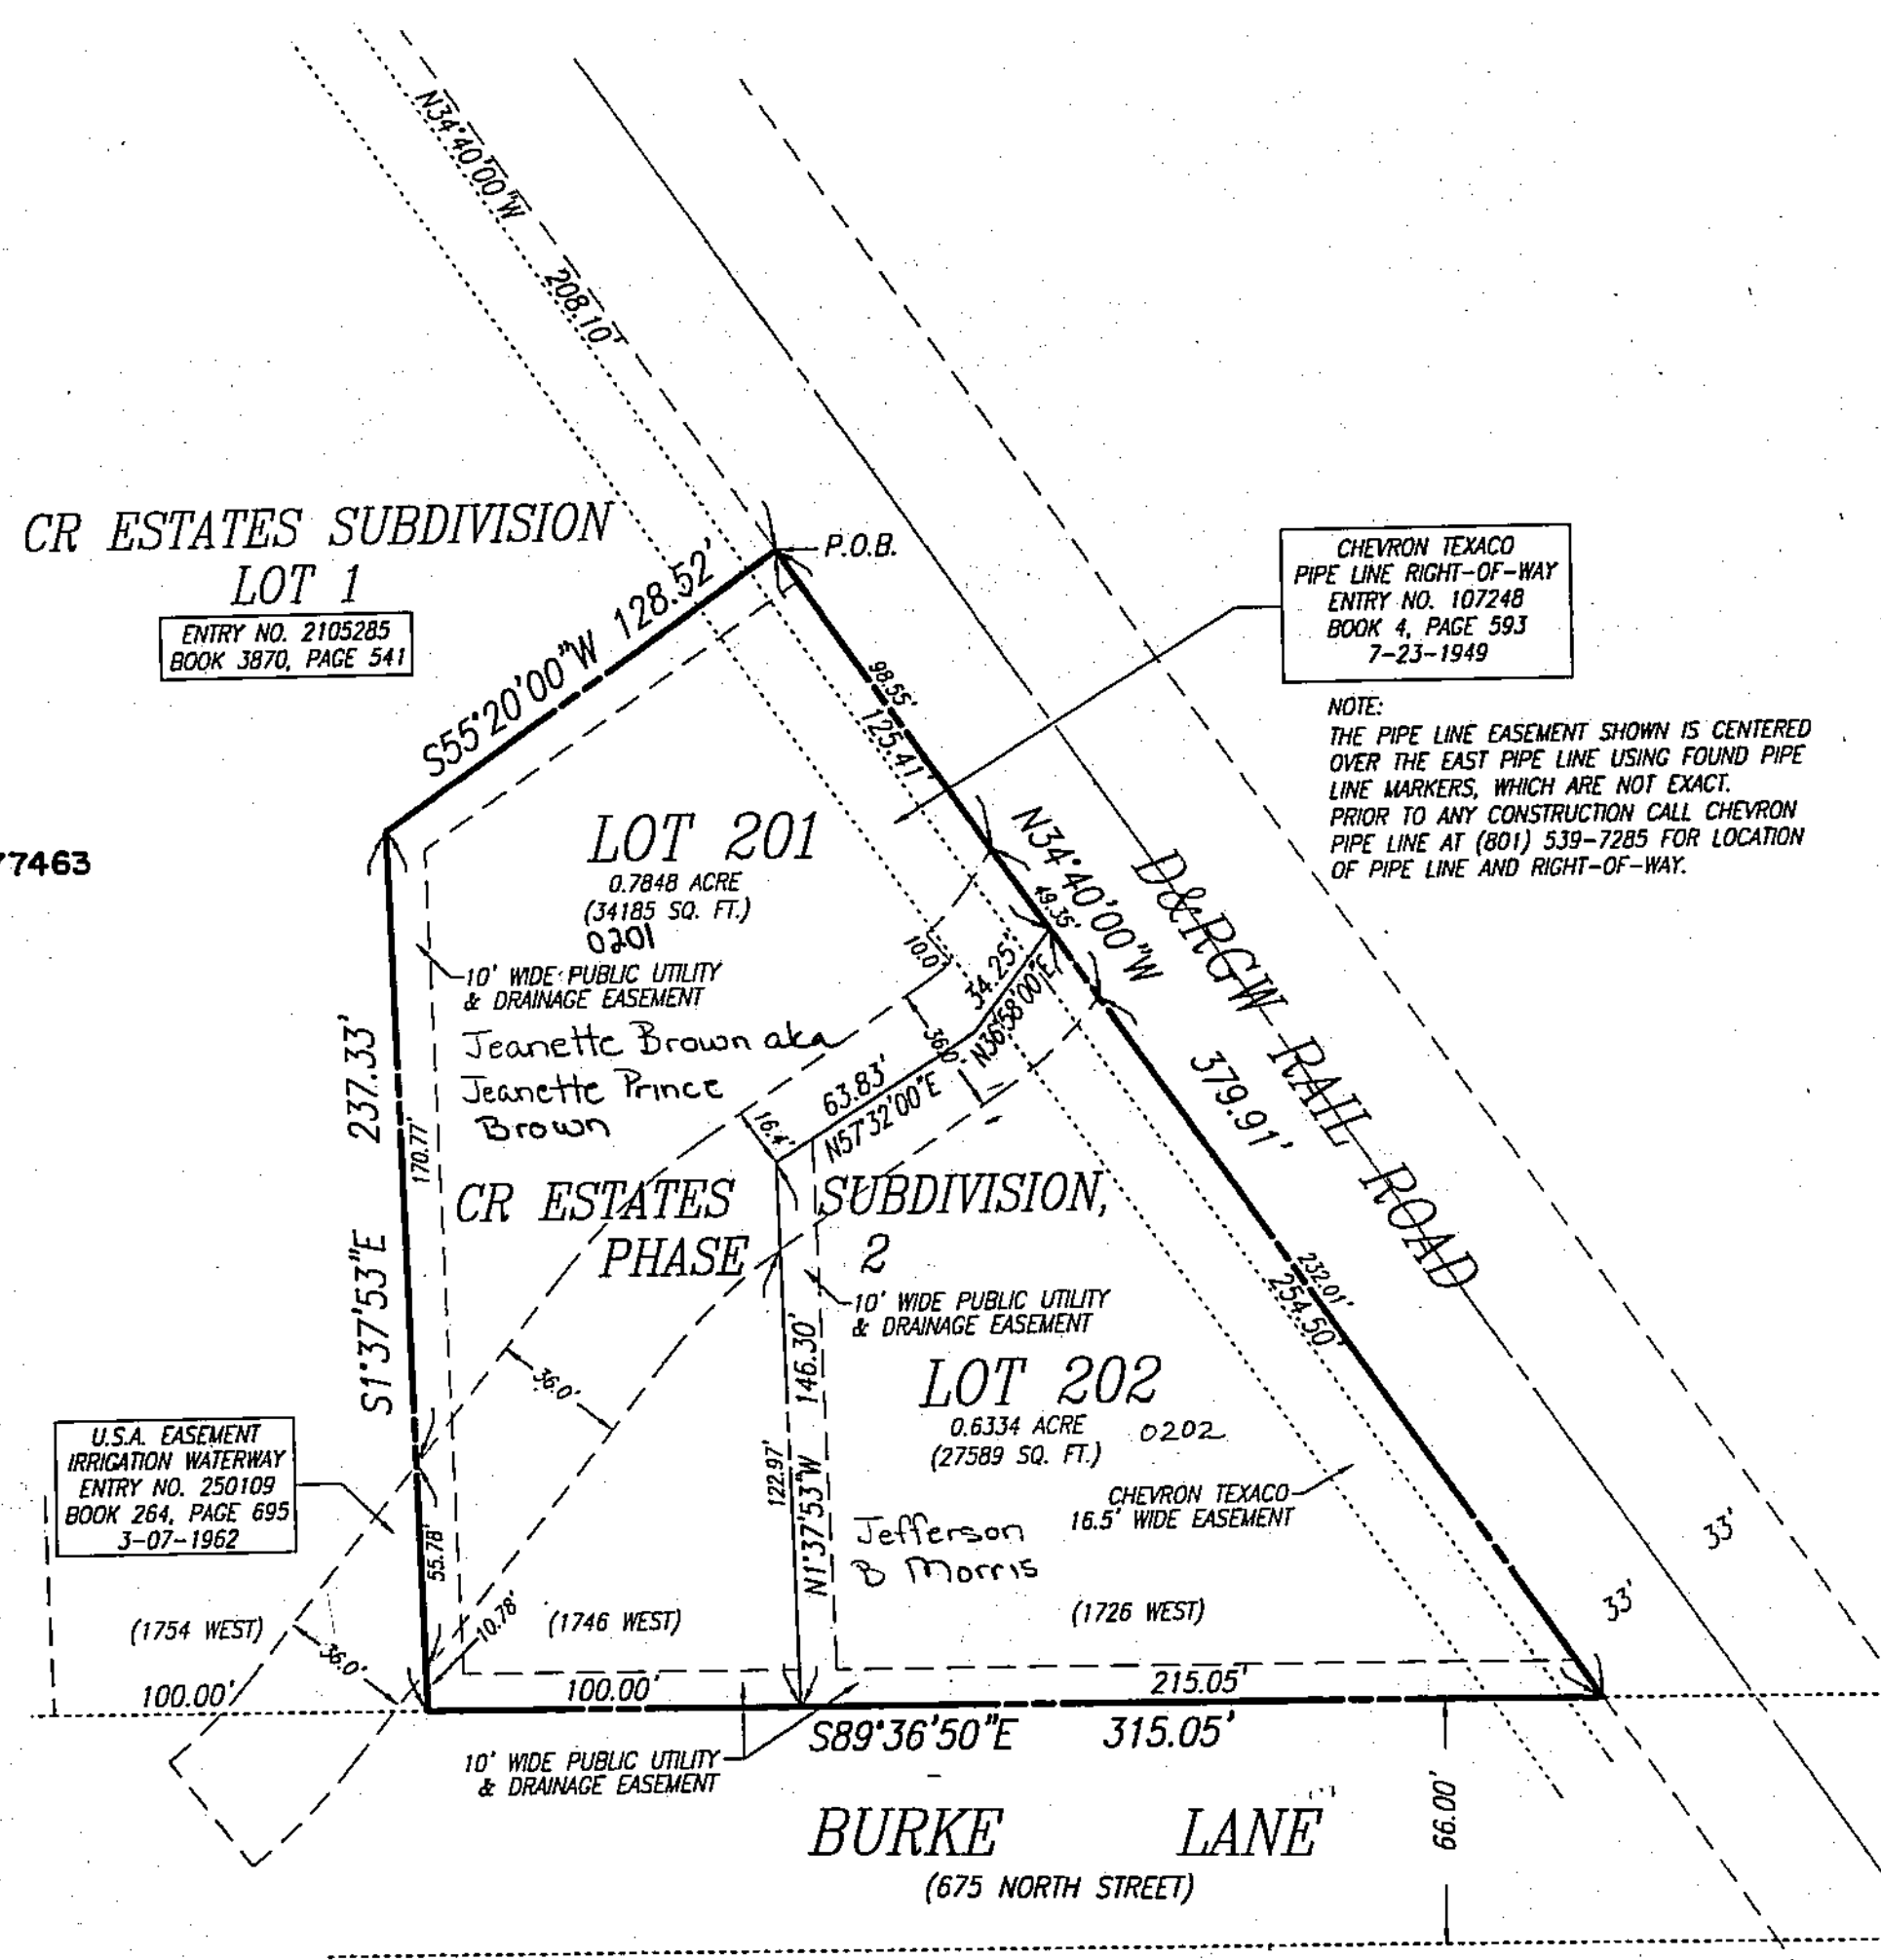 N34°40'00"W
208.10'
CR ESTATES SUBDIVISION
LOT 1
ENTRY NO. 2105285
BOOK 3870, PAGE 541
S55°20'00"W 128.52'
P.O.B.
CHEVRON TEXACO
PIPE LINE RIGHT-OF-WAY
ENTRY NO. 107248
BOOK 4, PAGE 593
7-23-1949
NOTE:
THE PIPE LINE EASEMENT SHOWN IS CENTERED
OVER THE EAST PIPE LINE USING FOUND PIPE
LINE MARKERS, WHICH ARE NOT EXACT.
PRIOR TO ANY CONSTRUCTION CALL CHEVRON
PIPE LINE AT (801) 539-7285 FOR LOCATION
OF PIPE LINE AND RIGHT-OF-WAY.
98.55'
125.41'
7463
LOT 201
0.7848 ACRE
(34185 SQ. FT.)
0201
10' WIDE PUBLIC UTILITY
& DRAINAGE EASEMENT
Jeanette Brown aka
Jeanette Prince
Brown
N34°40'00"W
49.35'
379.91'
D&RGW RAIL ROAD
10.0
34.25'
N36°58'00"E
36.0'
63.83'
N57°32'00"E
16.4'
237.33'
S1°37'53"E
170.77'
CR ESTATES SUBDIVISION,
PHASE 2
10' WIDE PUBLIC UTILITY
& DRAINAGE EASEMENT
232.01'
254.50'
36.0'
146.30'
N1°37'53"W
122.97'
LOT 202
0.6334 ACRE
(27589 SQ. FT.)
0202
CHEVRON TEXACO
16.5' WIDE EASEMENT
Jefferson
B Morris
U.S.A. EASEMENT
IRRIGATION WATERWAY
ENTRY NO. 250109
BOOK 264, PAGE 695
3-07-1962
55.78'
10.78'
(1754 WEST)
(1746 WEST)
(1726 WEST)
33'
33'
36.0'
100.00'
100.00'
215.05'
S89°36'50"E 315.05'
10' WIDE PUBLIC UTILITY
& DRAINAGE EASEMENT
66.00'
BURKE LANE
(675 NORTH STREET)